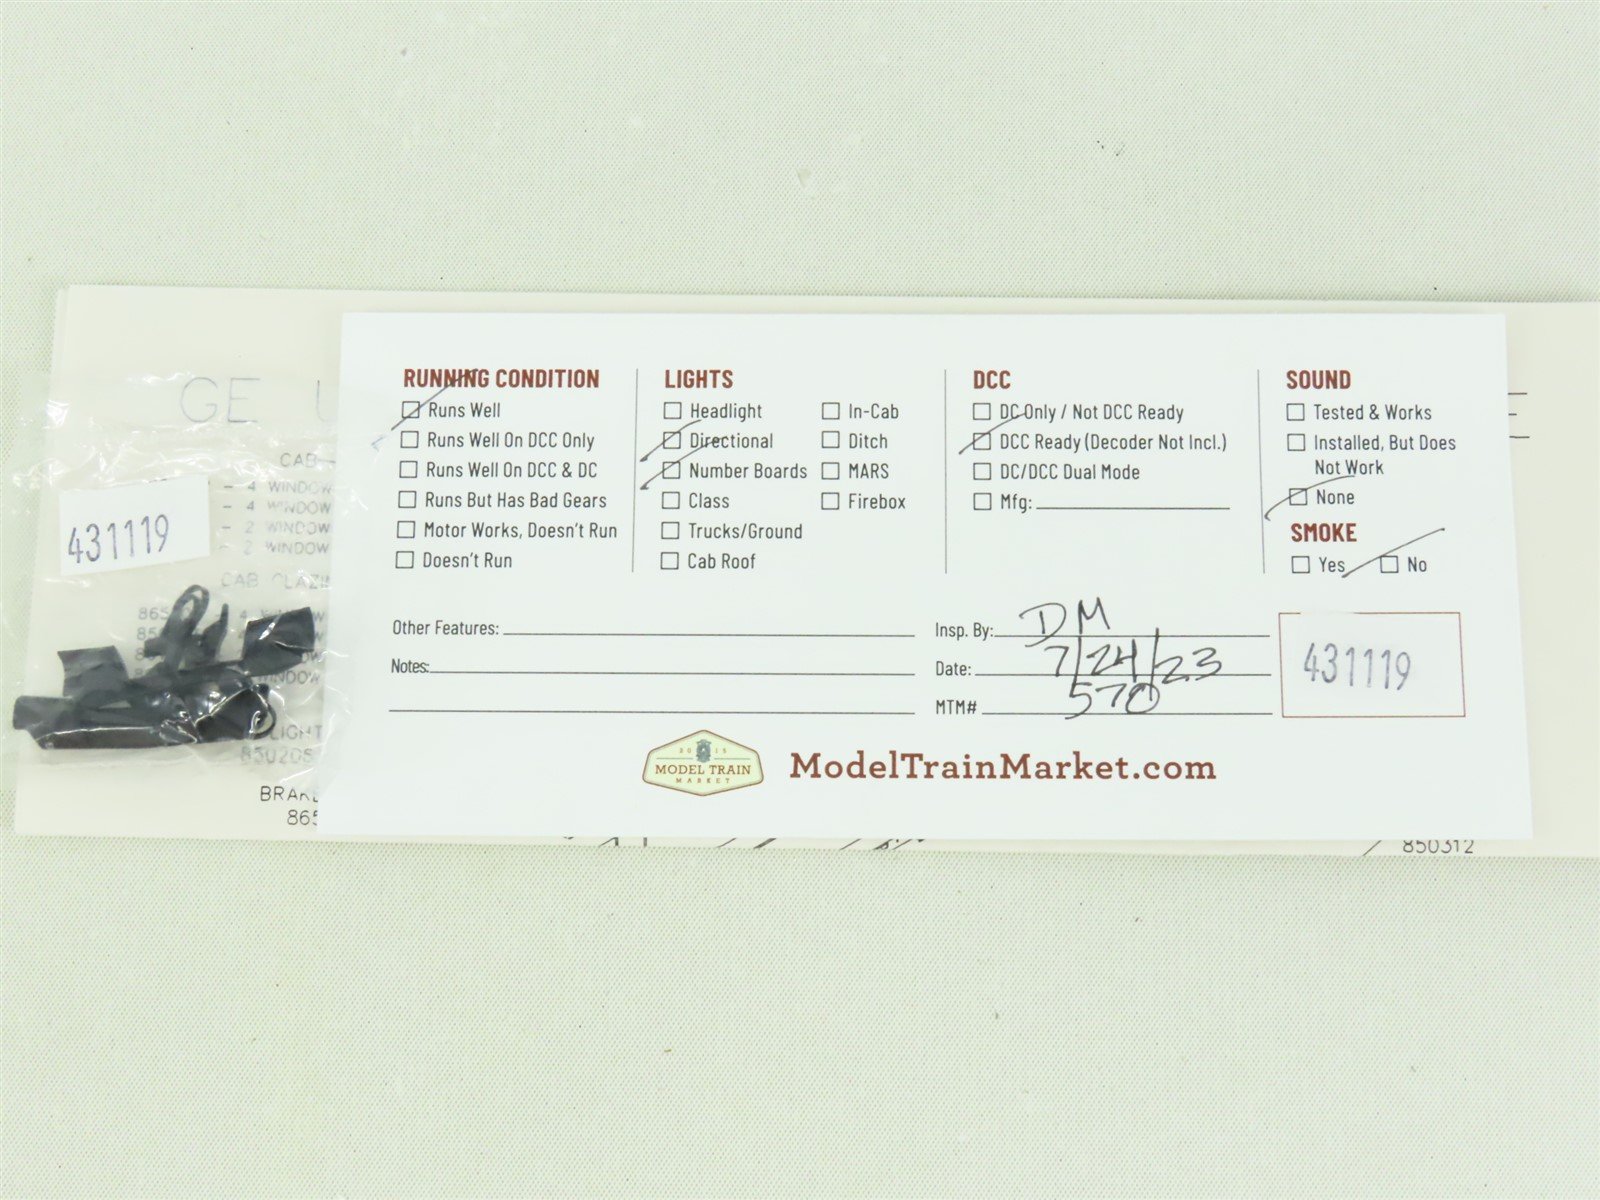 GE U
CAB
- 4 WINDOW
- 4 WINDOW
- 2 WINDOW
- 2 WINDOW
431119
CAB GLAZIN
LIGHT
850206
BRAKE
865
RUNNING CONDITION
Runs Well
Runs Well On DCC Only
Runs Well On DCC & DC
Runs But Has Bad Gears
Motor Works, Doesn't Run
Doesn't Run
LIGHTS
Headlight
Directional
Number Boards
Class
Trucks/Ground
Cab Roof
In-Cab
Ditch
MARS
Firebox
DCC
DC Only / Not DCC Ready
DCC Ready (Decoder Not Incl.)
DC/DCC Dual Mode
Mfg:
SOUND
Tested & Works
Installed, But Does
Not Work
None
SMOKE
Yes No
Other Features:
Notes:
Insp. By: DM
Date: 7/24/23
MTM# 570
431119
2015
MODEL TRAIN
MARKET
ModelTrainMarket.com
850312